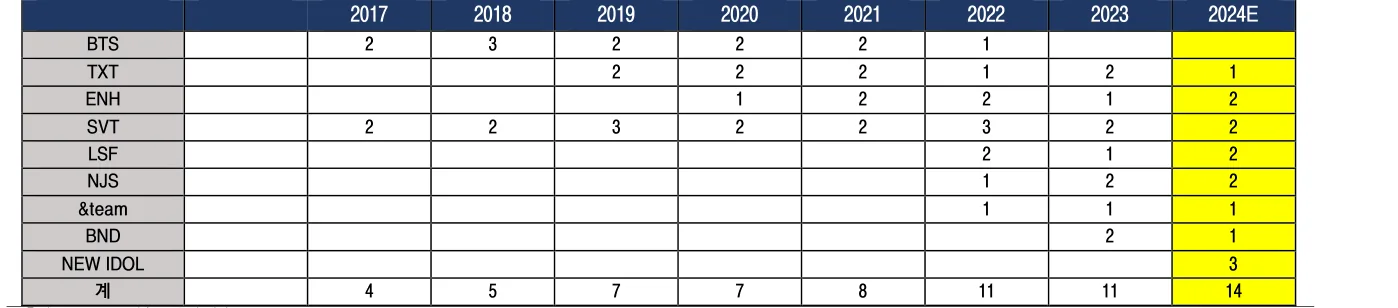 2017 2018 2019 2020 2021 2022 2023 2024E
BTS 2 3 2 2 2 1
TXT 2 2 2 1 2 1
ENH 1 2 2 1 2
SVT 2 2 3 2 2 3 2 2
LSF 2 1 2
NJS 1 2 2
&team 1 1 1
BND 2 1
NEW IDOL 3
계 4 5 7 7 8 11 11 14